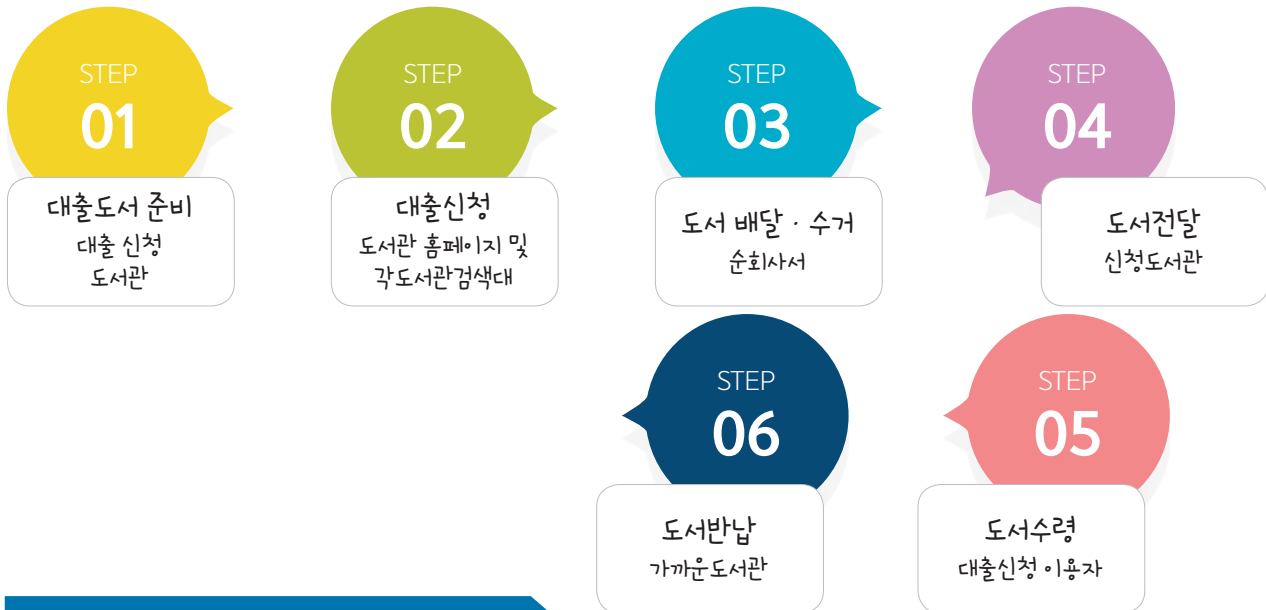 STEP
01
대출도서 준비
대출 신청
도서관
STEP
02
대출신청
도서관 홈페이지 및
각도서관검색대
STEP
03
도서 배달 · 수거
순회사서
STEP
04
도서전달
신청도서관
STEP
05
도서수령
대출신청 이용자
STEP
06
도서반납
가까운도서관